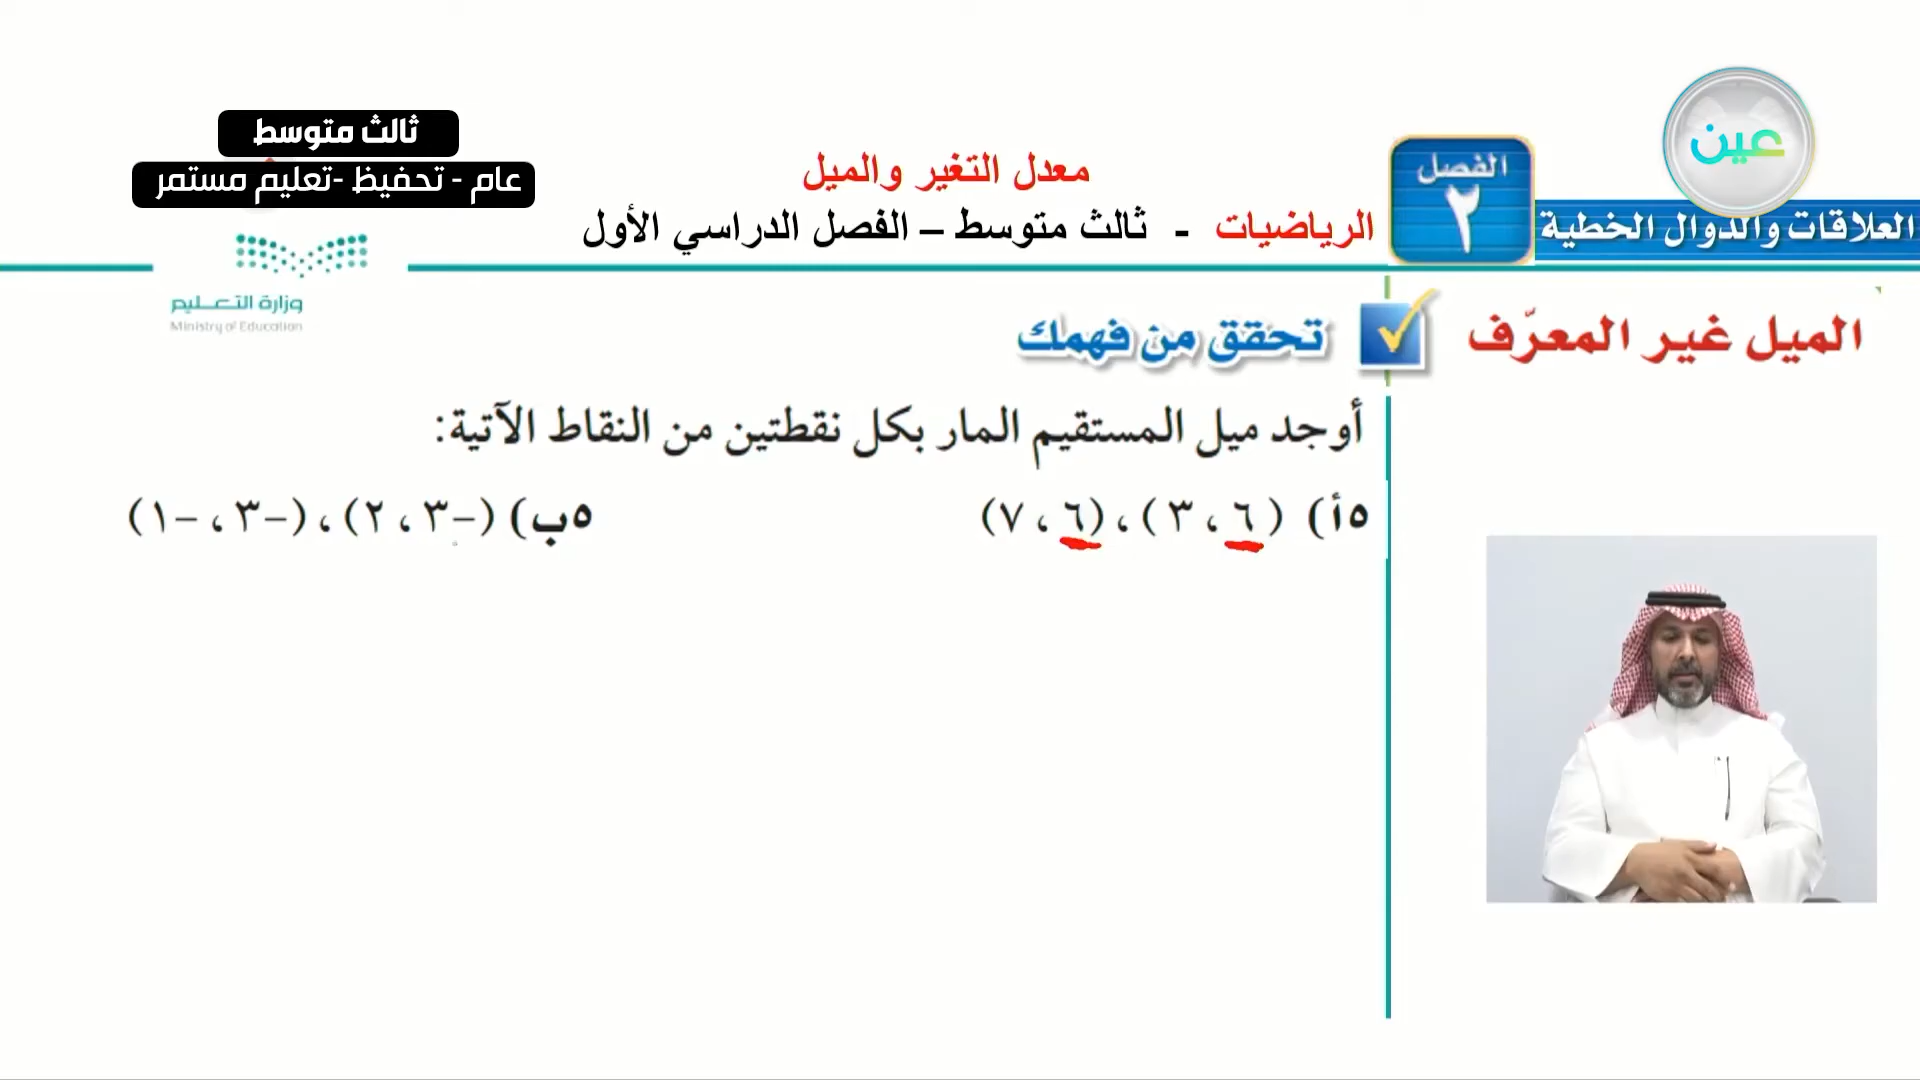 عين
ثالث متوسط
عام - تحفيظ -تعليم مستمر
معدل التغير والميل
الرياضيات - ثالث متوسط – الفصل الدراسي الأول
الفصل
٢
العلاقات والدوال الخطية
وزارة التعليم
Ministry of Education
الميل غير المعرّف
تحقق من فهمك
أوجد ميل المستقيم المار بكل نقطتين من النقاط الآتية:
٥أ) (٦ ، ٣)، (٦ ، ٧)
٥ب) (–٣ ، ٢)، (–٣ ، –١)